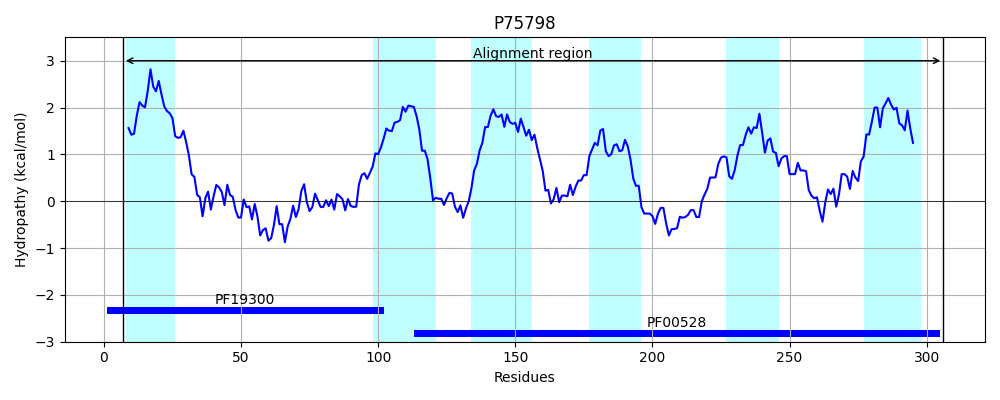 P75798
Alignment region
3
2
1
0
−1
−2
−3
Hydropathy (kcal/mol)
PF19300
PF00528
0
50
100
150
200
250
300
Residues